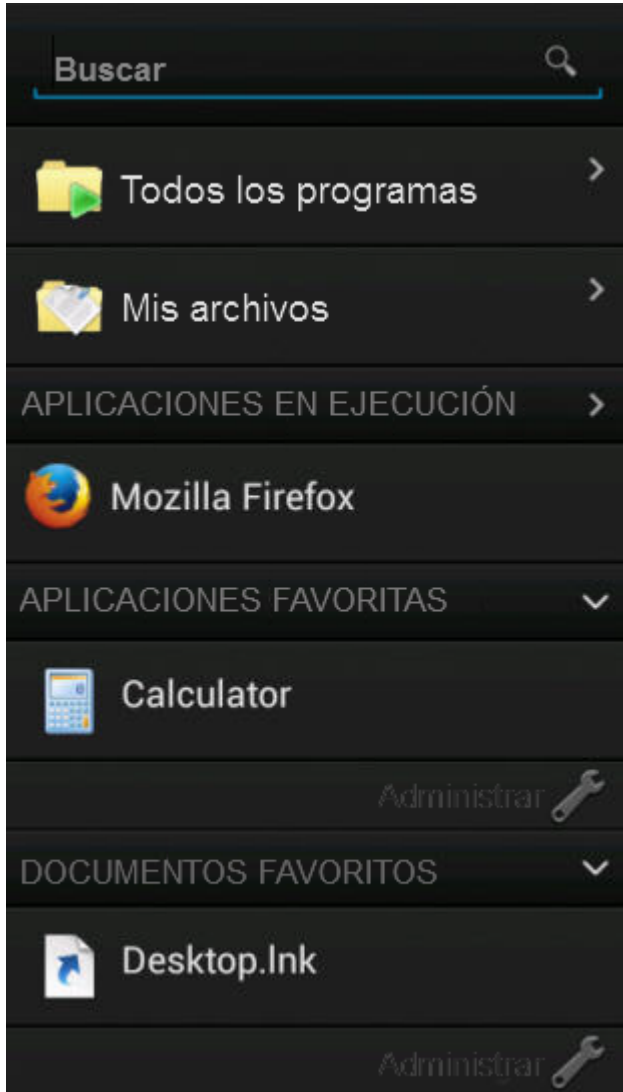 Buscar
Todos los programas
Mis archivos
APLICACIONES EN EJECUCIÓN
Mozilla Firefox
APLICACIONES FAVORITAS
Calculator
Administrar
DOCUMENTOS FAVORITOS
Desktop.lnk
Administrar